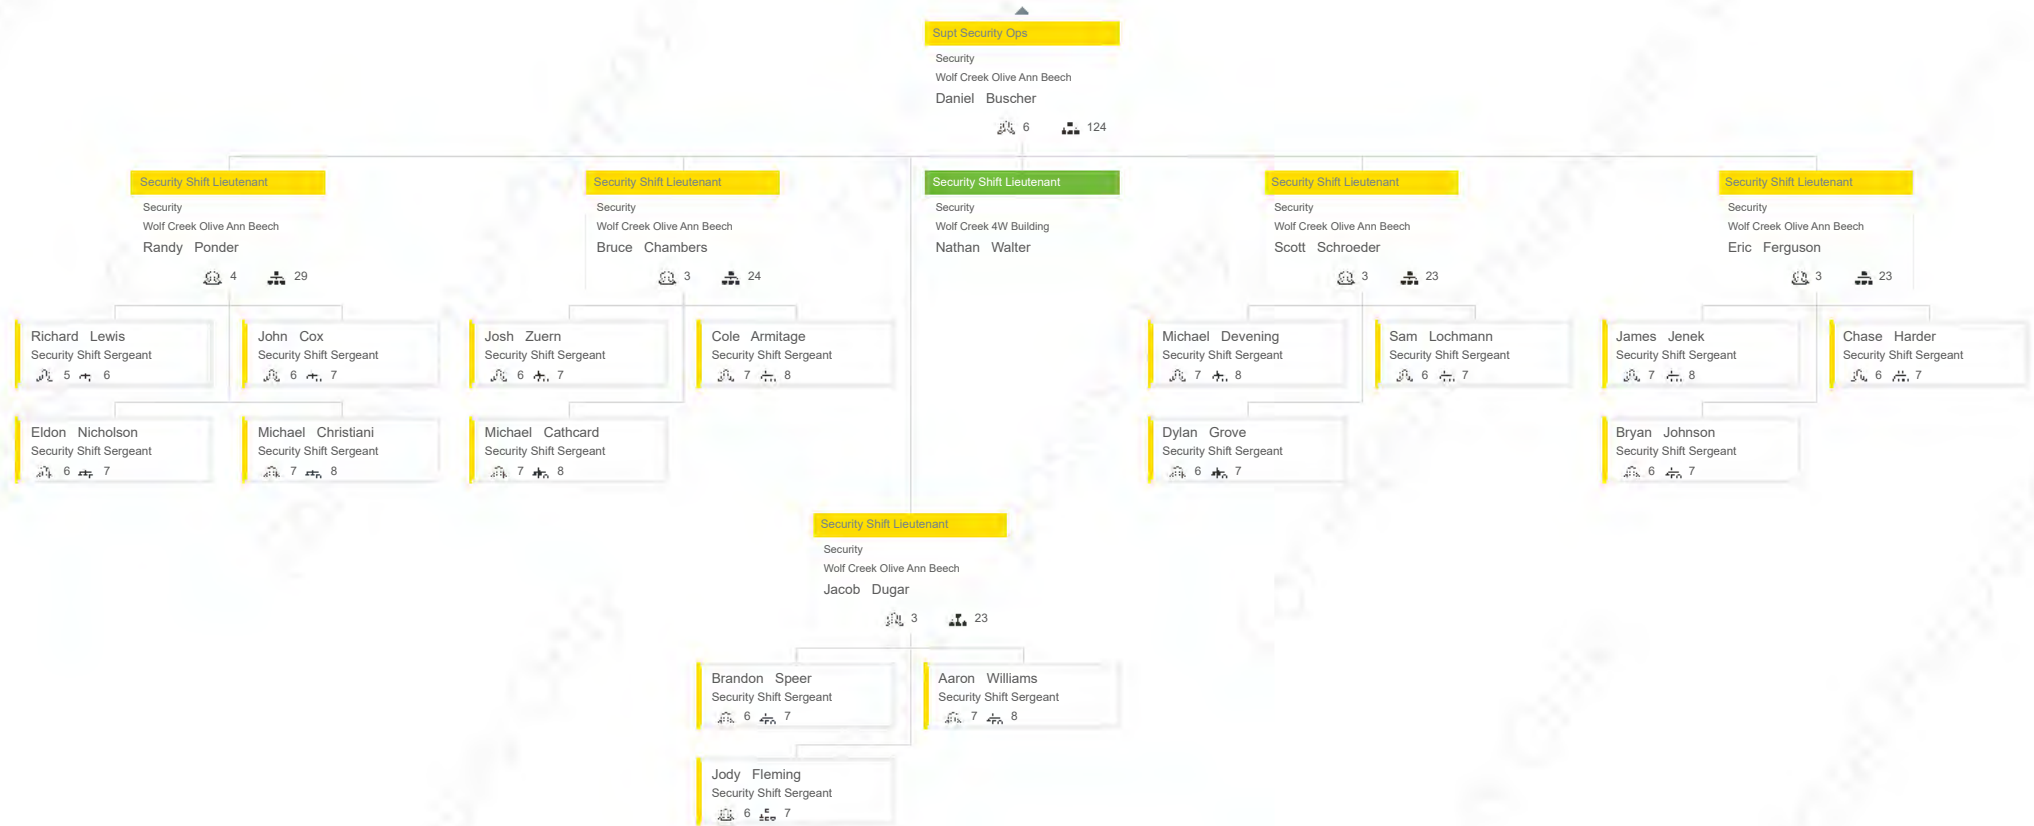 Supt Security Ops
Security
Wolf Creek Olive Ann Beech
Daniel Buscher
6 124
Security Shift Lieutenant
Security
Wolf Creek Olive Ann Beech
Randy Ponder
4 29
Security Shift Lieutenant
Security
Wolf Creek Olive Ann Beech
Bruce Chambers
3 24
Security Shift Lieutenant
Security
Wolf Creek 4W Building
Nathan Walter
Security Shift Lieutenant
Security
Wolf Creek Olive Ann Beech
Scott Schroeder
3 23
Security Shift Lieutenant
Security
Wolf Creek Olive Ann Beech
Eric Ferguson
3 23
Richard Lewis
Security Shift Sergeant
5 6
John Cox
Security Shift Sergeant
6 7
Josh Zuern
Security Shift Sergeant
6 7
Cole Armitage
Security Shift Sergeant
7 8
Michael Devening
Security Shift Sergeant
7 8
Sam Lochmann
Security Shift Sergeant
6 7
James Jenek
Security Shift Sergeant
7 8
Chase Harder
Security Shift Sergeant
6 7
Eldon Nicholson
Security Shift Sergeant
6 7
Michael Christiani
Security Shift Sergeant
7 8
Michael Cathcard
Security Shift Sergeant
7 8
Dylan Grove
Security Shift Sergeant
6 7
Bryan Johnson
Security Shift Sergeant
6 7
Security Shift Lieutenant
Security
Wolf Creek Olive Ann Beech
Jacob Dugar
3 23
Brandon Speer
Security Shift Sergeant
6 7
Aaron Williams
Security Shift Sergeant
7 8
Jody Fleming
Security Shift Sergeant
6 7